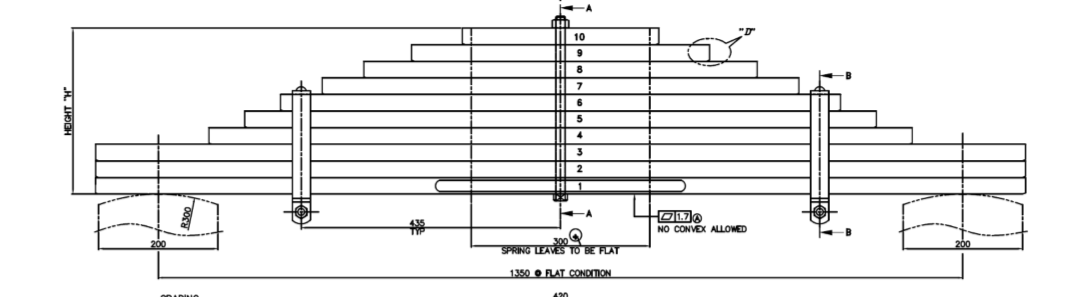 A
10
"D"
9
8
B
7
6
5
4
3
2
1
HEIGHT "H"
R300
A
1.7 A
NO CONVEX ALLOWED
B
435
TYP
200
300
SPRING LEAVES TO BE FLAT
200
1350 @ FLAT CONDITION
420